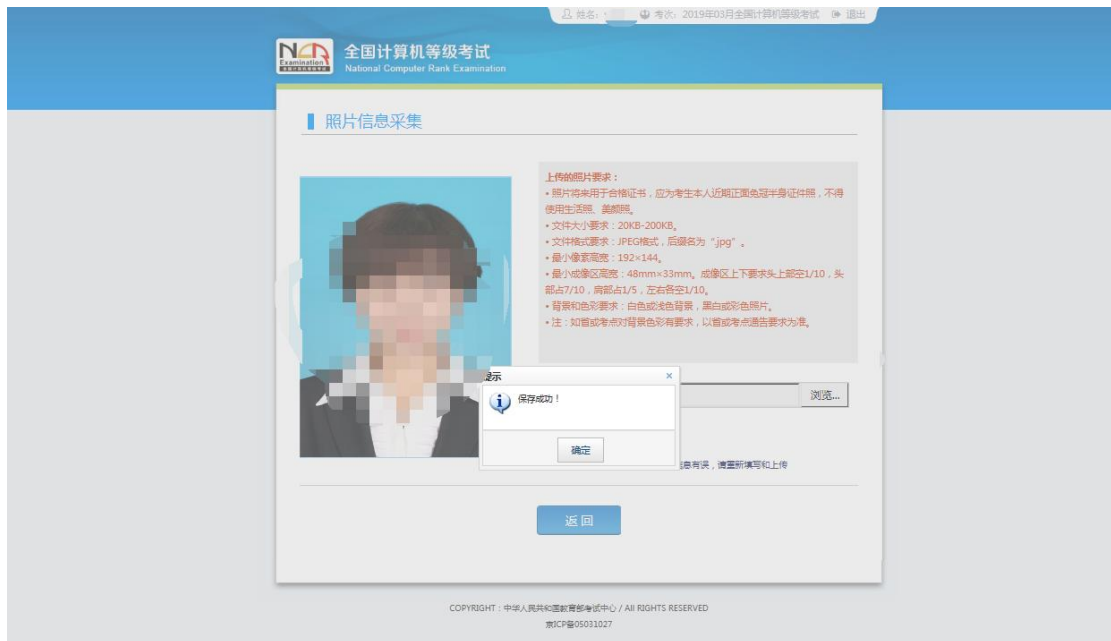 姓名：
考次：2019年03月全国计算机等级考试
退出
NCR
Examination
全国计算机等级考试
National Computer Rank Examination
照片信息采集
上传的照片要求：
• 照片将来用于合格证书，应为考生本人近期正面免冠半身证件照，不得
使用生活照、美颜照。
• 文件大小要求：20KB-200KB。
• 文件格式要求：JPEG格式，后缀名为“.jpg”。
• 最小像素高宽：192×144。
• 最小成像区高宽：48mm×33mm。成像区上下要求头上部空1/10，头
部占7/10，肩部占1/5，左右各空1/10。
• 背景和色彩要求：白色或浅色背景，黑白或彩色照片。
• 注：如省或考点对背景色彩有要求，以省或考点通告要求为准。
提示
×
保存成功！
确定
浏览...
信息有误，请重新填写和上传
返回
COPYRIGHT：中华人民共和国教育部考试中心 / All RIGHTS RESERVED
京ICP备05031027